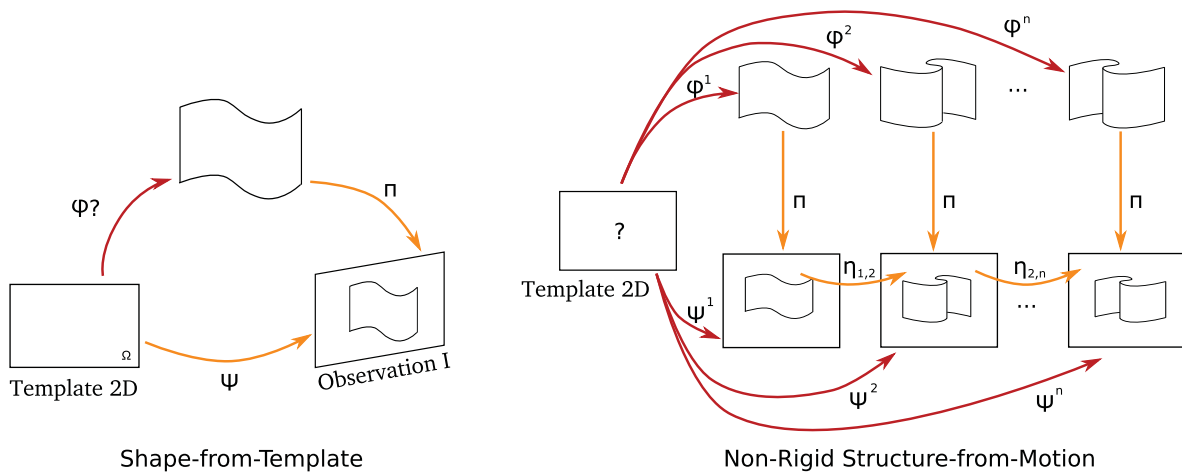 φ?
π
Ω
Template 2D
ψ
Observation I
Shape-from-Template
φ¹
φ²
φⁿ
...
π
π
π
?
Template 2D
η₁,₂
η₂,ₙ
...
ψ¹
ψ²
ψⁿ
Non-Rigid Structure-from-Motion